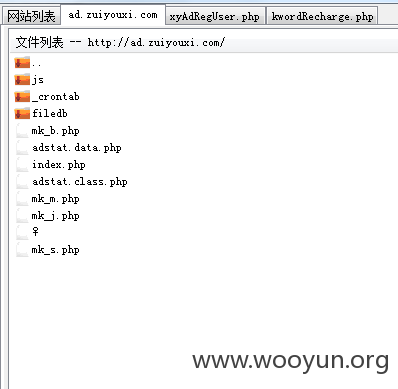 网站列表 ad.zuiyouxi.com xyAdRegUser.php kwordRecharge.php
文件列表 -- http://ad.zuiyouxi.com/
..
js
_crontab
filedb
mk_b.php
adstat.data.php
index.php
adstat.class.php
mk_m.php
mk_j.php
♀
mk_s.php
www.wooyun.org